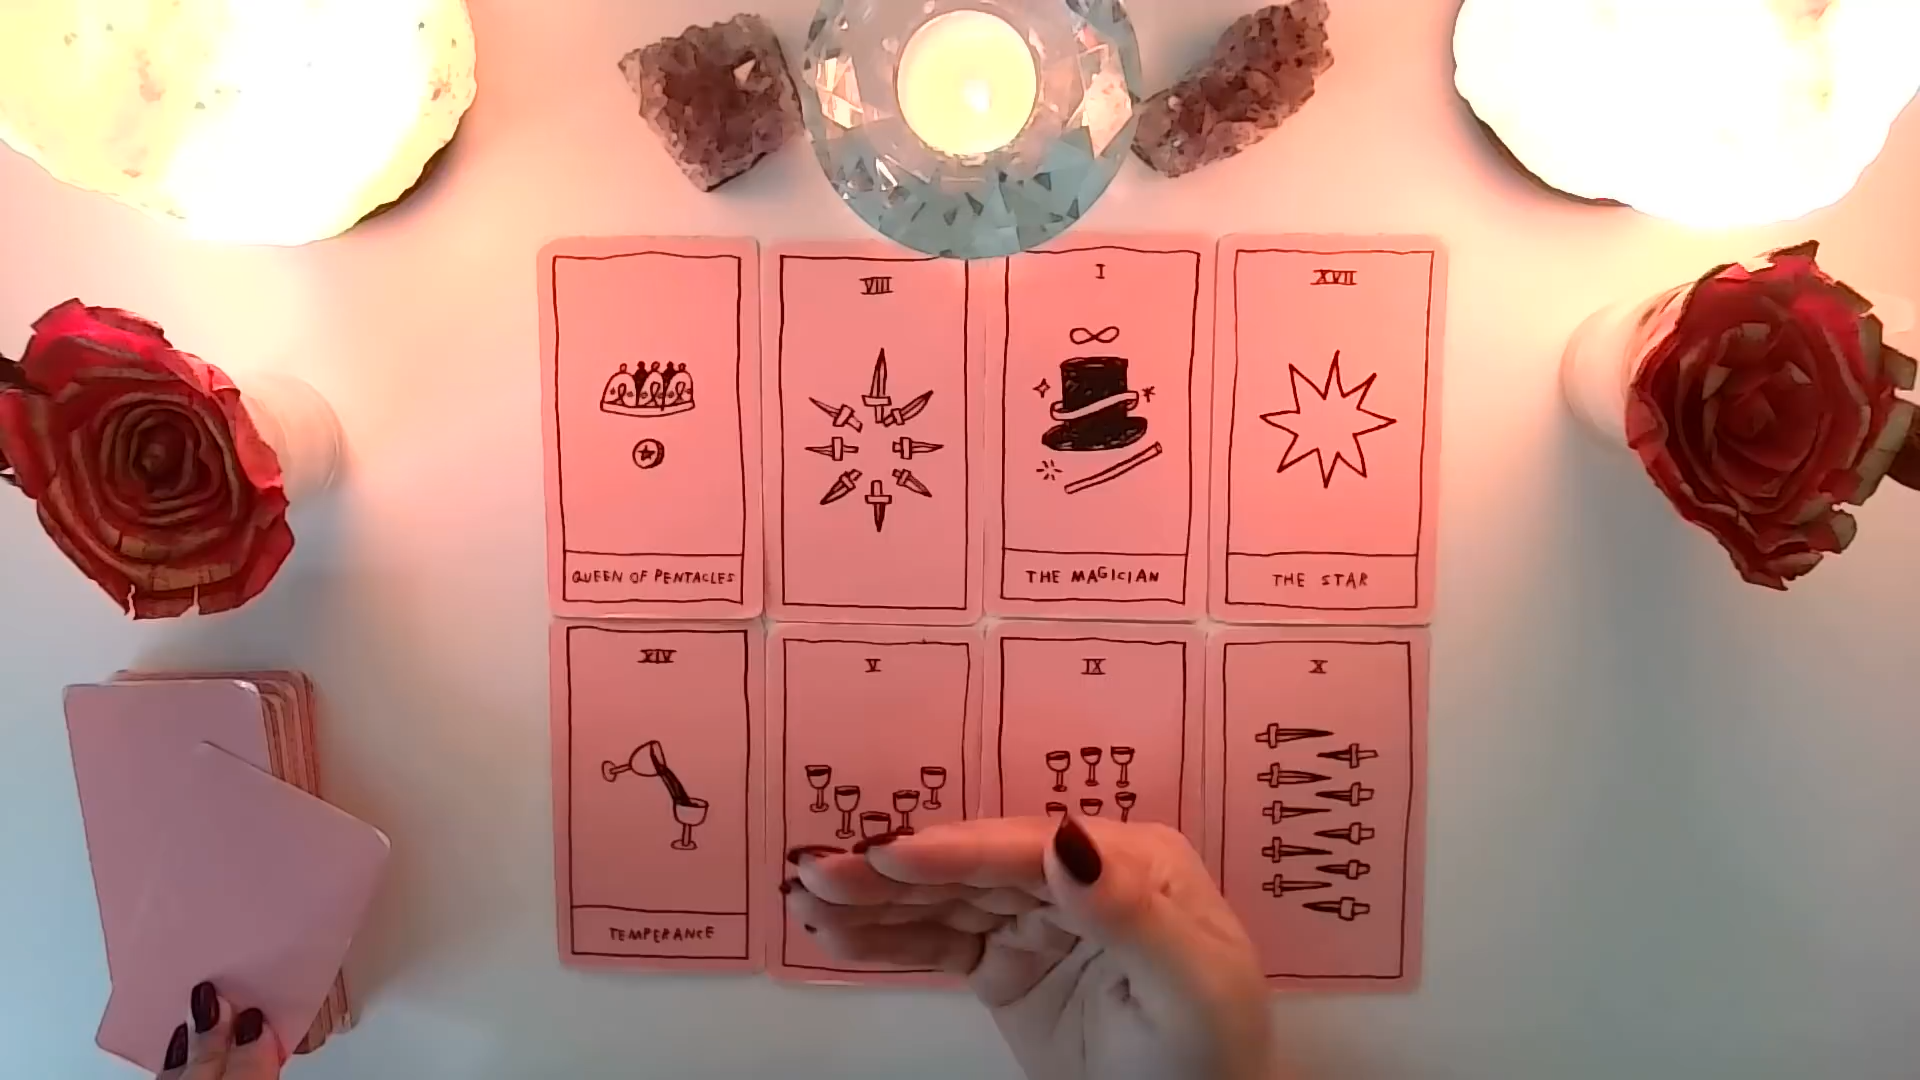 VIII
I
XVII
QUEEN OF PENTACLES
THE MAGICIAN
THE STAR
XIV
V
IX
X
TEMPERANCE